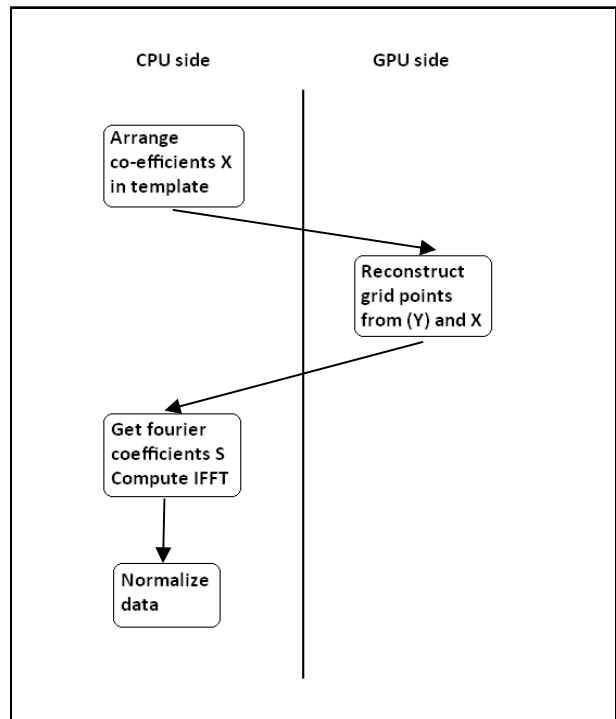 CPU side
GPU side
Arrange
co-efficients X
in template
Reconstruct
grid points
from (Y) and X
Get fourier
coefficients S
Compute IFFT
Normalize
data